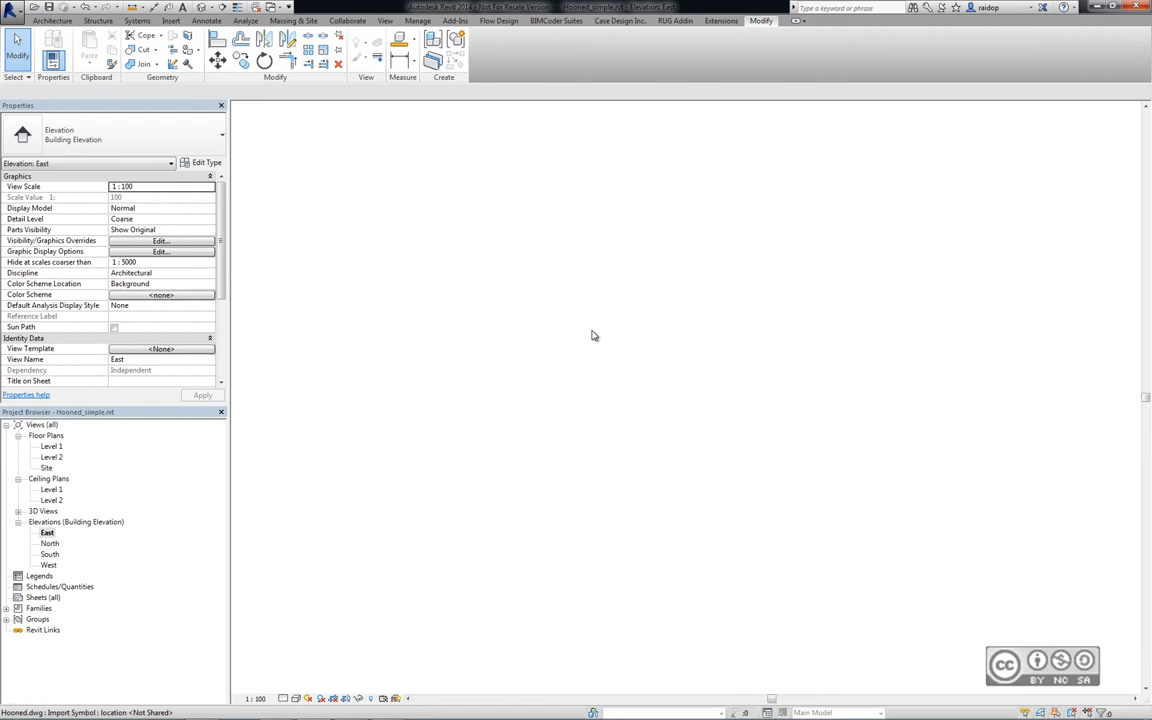 Autodesk Revit 2014 - Not For Resale Version - Hooned_simple.rvt - Elevation: East
Type a keyword or phrase
raidop
Architecture Structure Systems Insert Annotate Analyze Massing & Site Collaborate View Manage Add-Ins Flow Design BIMCoder Suites Case Design Inc. RUG Addin Extensions Modify
Modify
Paste
Cope
Cut
Join
Select Properties Clipboard Geometry Modify View Measure Create
Properties
Elevation
Building Elevation
Elevation: East
Edit Type
Graphics
View Scale 1 : 100
Scale Value 1: 100
Display Model Normal
Detail Level Coarse
Parts Visibility Show Original
Visibility/Graphics Overrides Edit...
Graphic Display Options Edit...
Hide at scales coarser than 1 : 5000
Discipline Architectural
Color Scheme Location Background
Color Scheme <none>
Default Analysis Display Style None
Reference Label
Sun Path
Identity Data
View Template <None>
View Name East
Dependency Independent
Title on Sheet
Properties help
Apply
Project Browser - Hooned_simple.rvt
Views (all)
Floor Plans
Level 1
Level 2
Site
Ceiling Plans
Level 1
Level 2
3D Views
Elevations (Building Elevation)
East
North
South
West
Legends
Schedules/Quantities
Sheets (all)
Families
Groups
Revit Links
cc
BY NC SA
1 : 100
Hooned.dwg : Import Symbol : location <Not Shared>
:0
Main Model
:0